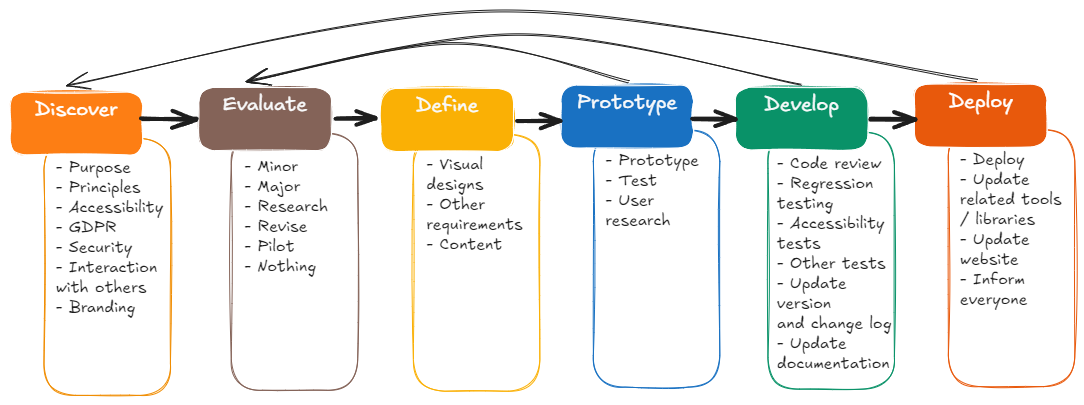 Discover
- Purpose
- Principles
- Accessibility
- GDPR
- Security
- Interaction
with others
- Branding
Evaluate
- Minor
- Major
- Research
- Revise
- Pilot
- Nothing
Define
- Visual
designs
- Other
requirements
- Content
Prototype
- Prototype
- Test
- User
research
Develop
- Code review
- Regression
testing
- Accessibility
tests
- Other tests
- Update
version
and change log
- Update
documentation
Deploy
- Deploy
- Update
related tools
/ libraries
- Update
website
- Inform
everyone